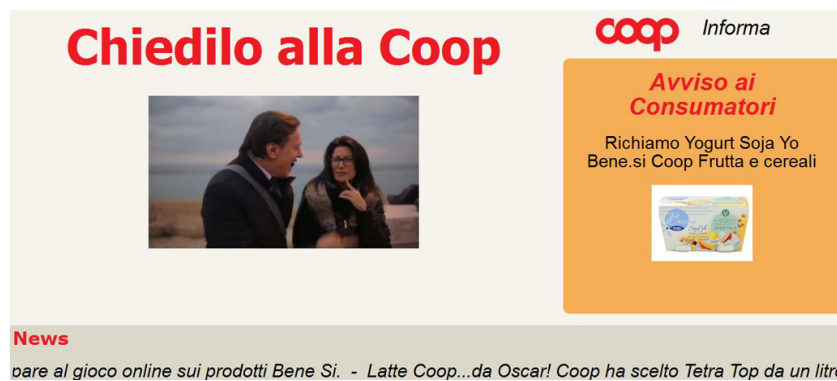 Chiedilo alla Coop
coop Informa
Avviso ai
Consumatori
Richiamo Yogurt Soja Yo
Bene.si Coop Frutta e cereali
News
pare al gioco online sui prodotti Bene Si. - Latte Coop...da Oscar! Coop ha scelto Tetra Top da un litro